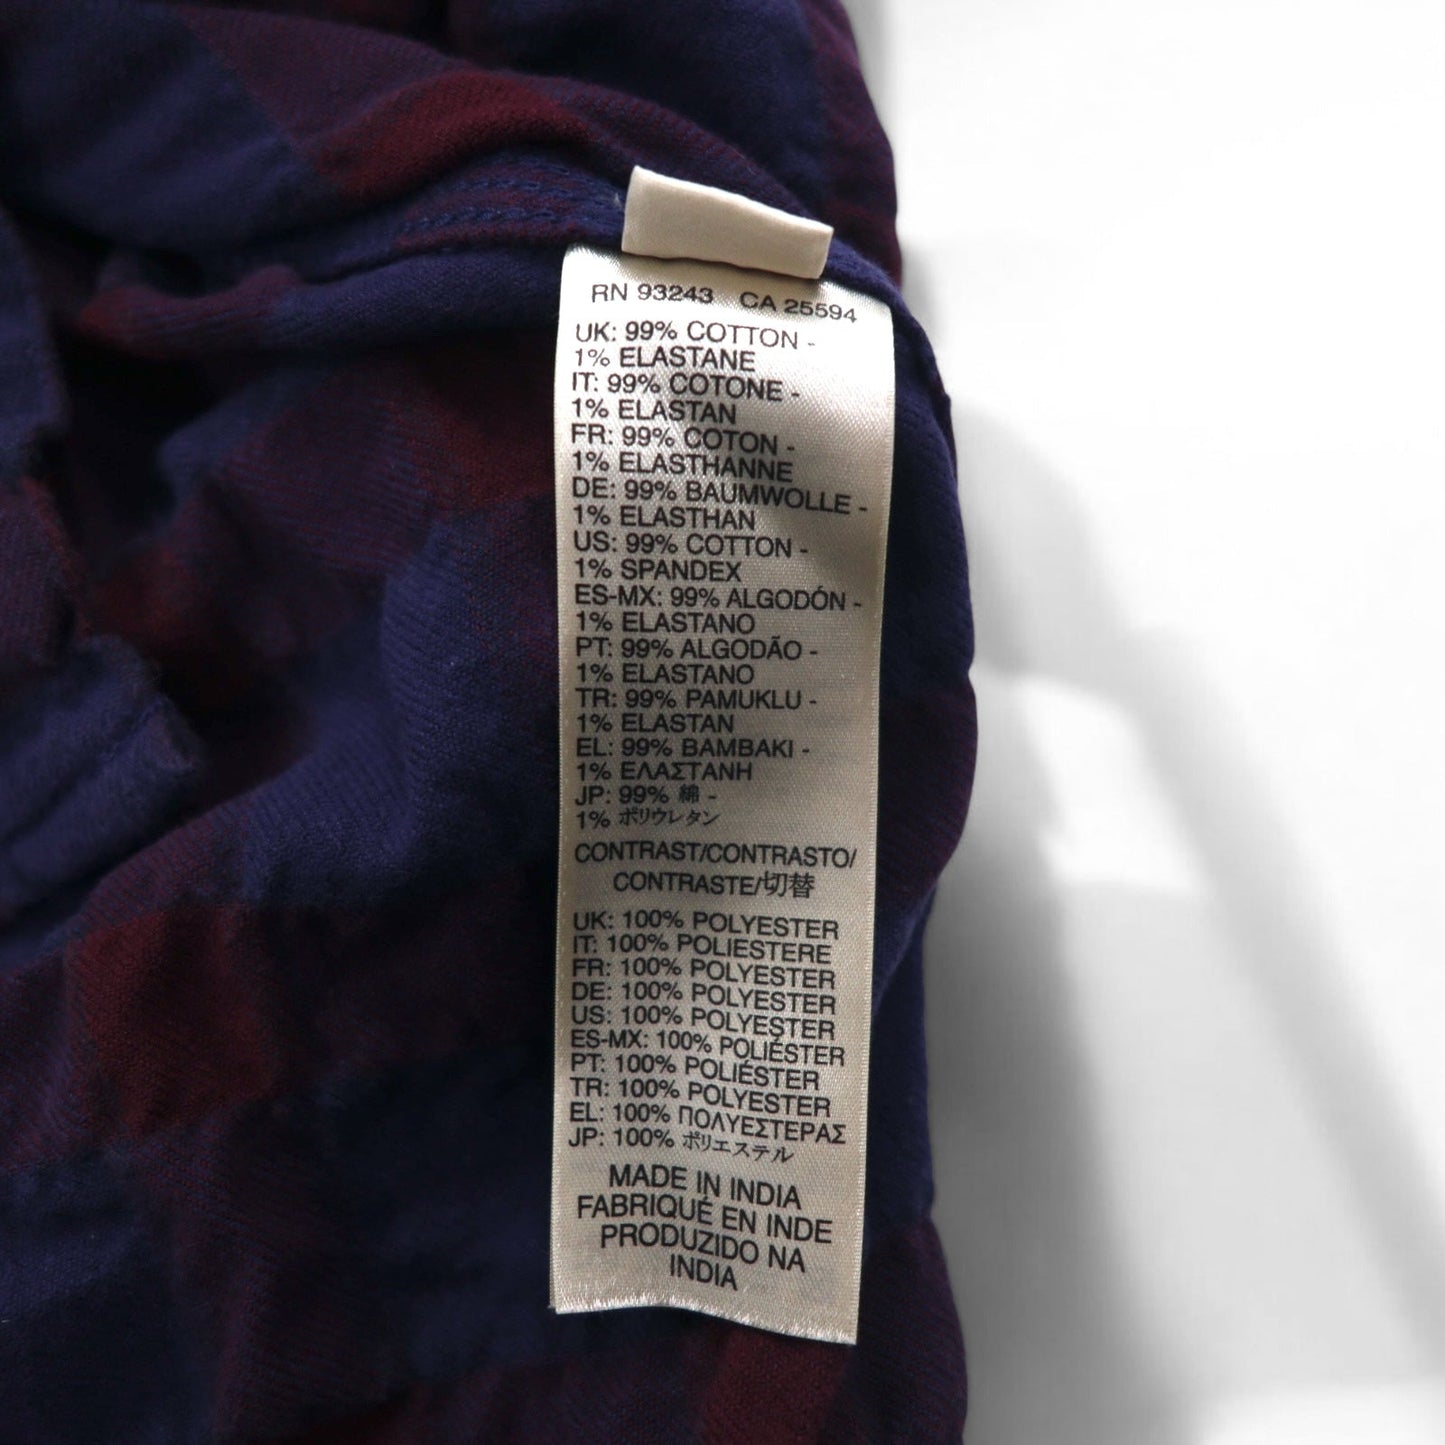 RN 93243 CA 25594
UK: 99% COTTON -
1% ELASTANE
IT: 99% COTONE -
1% ELASTAN
FR: 99% COTON -
1% ELASTHANNE
DE: 99% BAUMWOLLE -
1% ELASTHAN
US: 99% COTTON -
1% SPANDEX
ES-MX: 99% ALGODÓN -
1% ELASTANO
PT: 99% ALGODÃO -
1% ELASTANO
TR: 99% PAMUKLU -
1% ELASTAN
EL: 99% BAMBAKI -
1% ΕΛΑΣΤΑΝΗ
JP: 99% 綿 -
1% ポリウレタン
CONTRAST/CONTRASTO/
CONTRASTE/切替
UK: 100% POLYESTER
IT: 100% POLIESTERE
FR: 100% POLYESTER
DE: 100% POLYESTER
US: 100% POLYESTER
ES-MX: 100% POLIÉSTER
PT: 100% POLIÉSTER
TR: 100% POLYESTER
EL: 100% ΠΟΛΥΕΣΤΕΡΑΣ
JP: 100% ポリエステル
MADE IN INDIA
FABRIQUÉ EN INDE
PRODUZIDO NA
INDIA